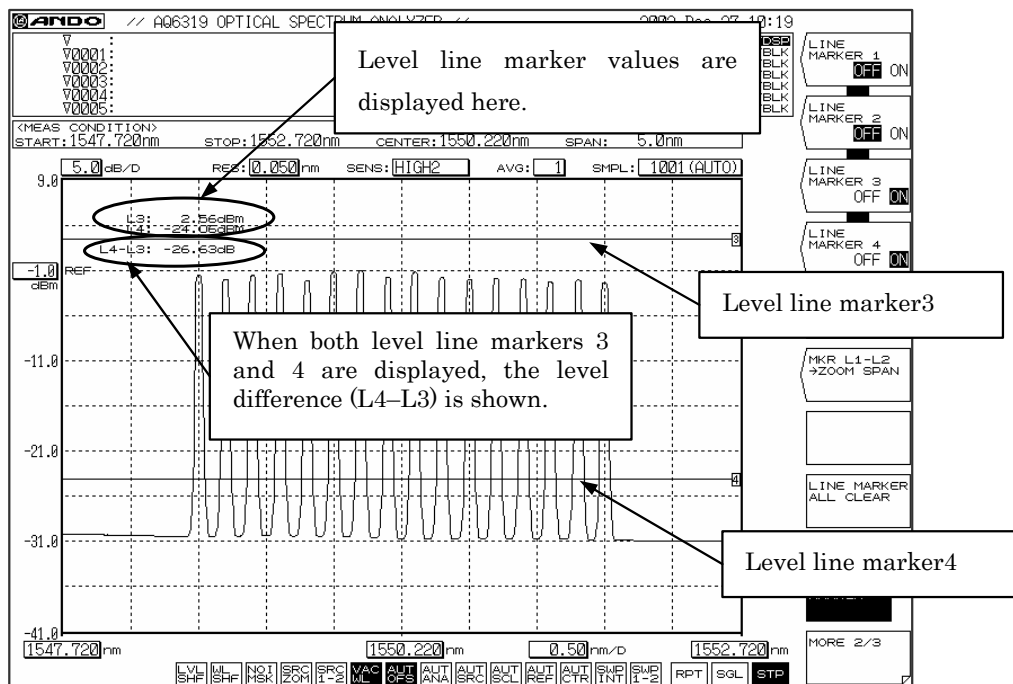 ANDO // AQ6319 OPTICAL SPECTRUM ANALYZER // 2002 Dec 27 10:19
▽ :
▽0001:
▽0002:
▽0003:
▽0004:
▽0005:
DSP
BLK
BLK
BLK
BLK
BLK
Level line marker values are
displayed here.
<MEAS CONDITION>
START:1547.720nm STOP:1552.720nm CENTER:1550.220nm SPAN: 5.0nm
5.0dB/D RES:0.050nm SENS:HIGH2 AVG: 1 SMPL: 1001(AUTO)
9.0
L3: 2.56dBm
L4: -24.06dBm
L4-L3: -26.63dB
3
-1.0 REF
dBm
Level line marker3
When both level line markers 3
and 4 are displayed, the level
difference (L4–L3) is shown.
-11.0
-21.0
4
-31.0
Level line marker4
-41.0
1547.720nm 1550.220nm 0.50nm/D 1552.720nm
LVL SHF
WL SHF
NOI MSK
SRC ZOM
SRC 1-2
VAC WL
AUT OFS
AUT ANA
AUT SRC
AUT SCL
AUT REF
AUT CTR
SWP INT
SWP 1-2
RPT
SGL
STP
LINE
MARKER 1
OFF ON
LINE
MARKER 2
OFF ON
LINE
MARKER 3
OFF ON
LINE
MARKER 4
OFF ON
MKR L1-L2
→ZOOM SPAN
LINE MARKER
ALL CLEAR
MARKER
MORE 2/3